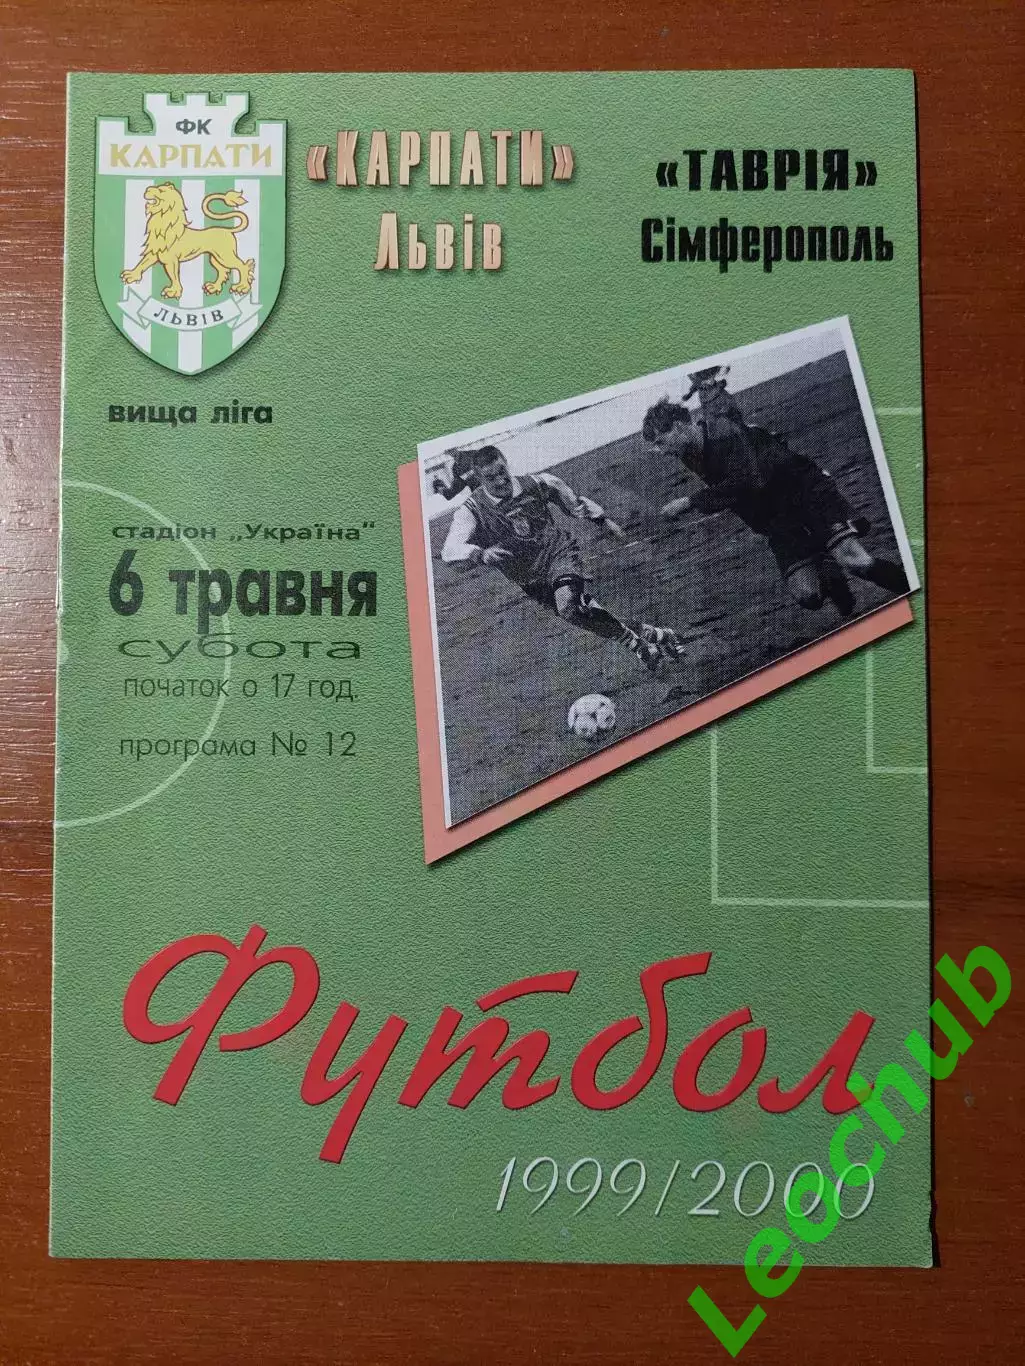 ФК
КАРПАТИ
ЛЬВІВ
«КАРПАТИ»
Львів
«ТАВРІЯ»
Сімферополь
вища ліга
стадіон „Україна"
6 травня
субота
початок о 17 год.
програма № 12
Футбол
1999/2000
Leocnub